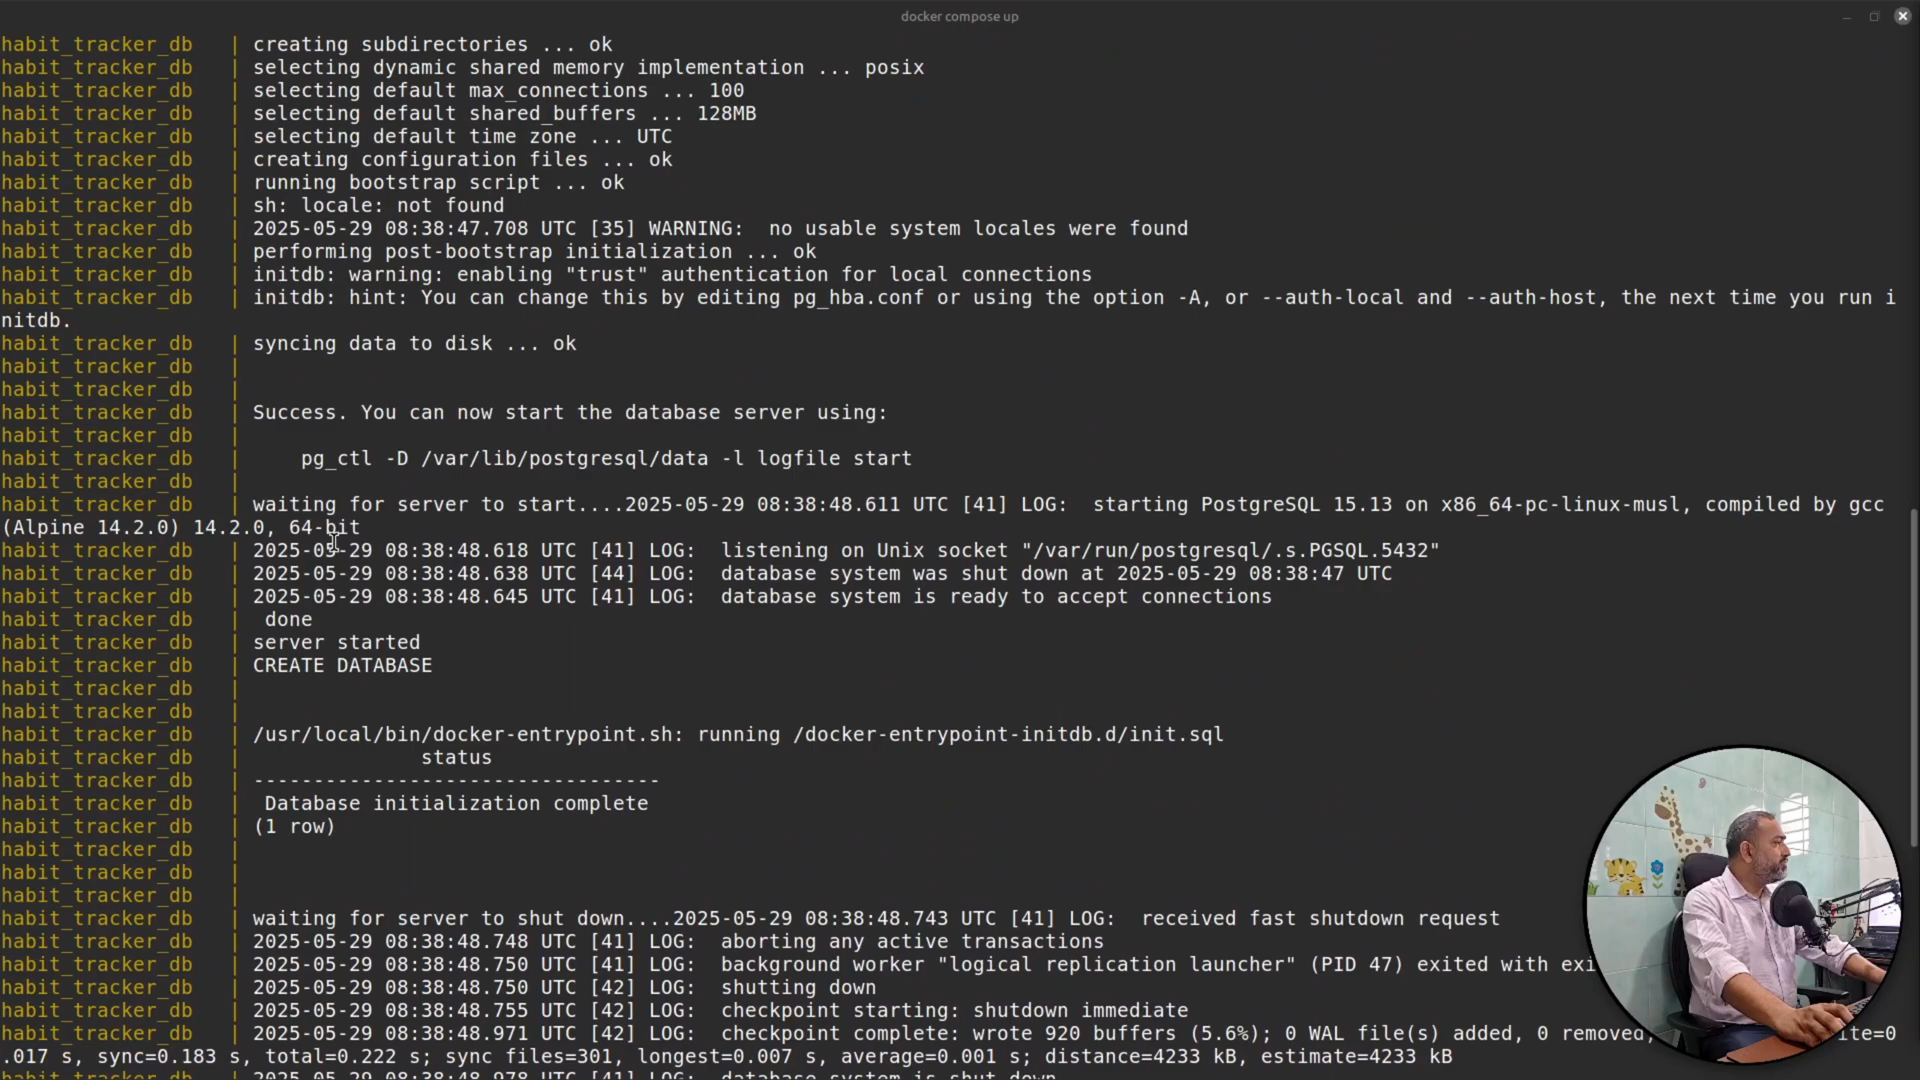 docker compose up
habit_tracker_db | creating subdirectories ... ok
habit_tracker_db | selecting dynamic shared memory implementation ... posix
habit_tracker_db | selecting default max_connections ... 100
habit_tracker_db | selecting default shared_buffers ... 128MB
habit_tracker_db | selecting default time zone ... UTC
habit_tracker_db | creating configuration files ... ok
habit_tracker_db | running bootstrap script ... ok
habit_tracker_db | sh: locale: not found
habit_tracker_db | 2025-05-29 08:38:47.708 UTC [35] WARNING:  no usable system locales were found
habit_tracker_db | performing post-bootstrap initialization ... ok
habit_tracker_db | initdb: warning: enabling "trust" authentication for local connections
habit_tracker_db | initdb: hint: You can change this by editing pg_hba.conf or using the option -A, or --auth-local and --auth-host, the next time you run i
nitdb.
habit_tracker_db | syncing data to disk ... ok
habit_tracker_db |
habit_tracker_db |
habit_tracker_db | Success. You can now start the database server using:
habit_tracker_db |
habit_tracker_db |     pg_ctl -D /var/lib/postgresql/data -l logfile start
habit_tracker_db |
habit_tracker_db | waiting for server to start....2025-05-29 08:38:48.611 UTC [41] LOG:  starting PostgreSQL 15.13 on x86_64-pc-linux-musl, compiled by gcc
(Alpine 14.2.0) 14.2.0, 64-bit
habit_tracker_db | 2025-05-29 08:38:48.618 UTC [41] LOG:  listening on Unix socket "/var/run/postgresql/.s.PGSQL.5432"
habit_tracker_db | 2025-05-29 08:38:48.638 UTC [44] LOG:  database system was shut down at 2025-05-29 08:38:47 UTC
habit_tracker_db | 2025-05-29 08:38:48.645 UTC [41] LOG:  database system is ready to accept connections
habit_tracker_db |  done
habit_tracker_db | server started
habit_tracker_db | CREATE DATABASE
habit_tracker_db |
habit_tracker_db |
habit_tracker_db | /usr/local/bin/docker-entrypoint.sh: running /docker-entrypoint-initdb.d/init.sql
habit_tracker_db |               status
habit_tracker_db | ----------------------------------
habit_tracker_db |  Database initialization complete
habit_tracker_db | (1 row)
habit_tracker_db |
habit_tracker_db |
habit_tracker_db |
habit_tracker_db | waiting for server to shut down....2025-05-29 08:38:48.743 UTC [41] LOG:  received fast shutdown request
habit_tracker_db | 2025-05-29 08:38:48.748 UTC [41] LOG:  aborting any active transactions
habit_tracker_db | 2025-05-29 08:38:48.750 UTC [41] LOG:  background worker "logical replication launcher" (PID 47) exited with exi
habit_tracker_db | 2025-05-29 08:38:48.750 UTC [42] LOG:  shutting down
habit_tracker_db | 2025-05-29 08:38:48.755 UTC [42] LOG:  checkpoint starting: shutdown immediate
habit_tracker_db | 2025-05-29 08:38:48.971 UTC [42] LOG:  checkpoint complete: wrote 920 buffers (5.6%); 0 WAL file(s) added, 0 removed, ite=0
.017 s, sync=0.183 s, total=0.222 s; sync files=301, longest=0.007 s, average=0.001 s; distance=4233 kB, estimate=4233 kB
habit_tracker_db | 2025-05-29 08:38:48.978 UTC [41] LOG:  database system is shut down